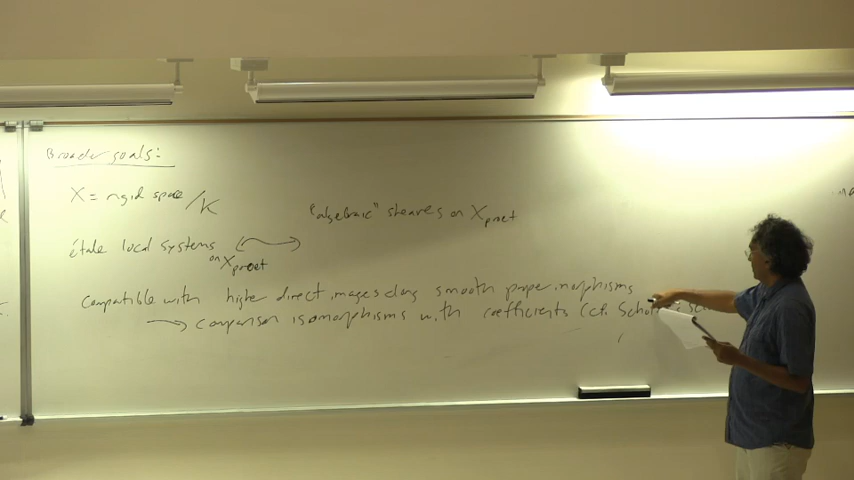 Broader goals:
X = rigid space /K
"algebraic" sheaves on X_proet
étale local systems on X_proet
compatible with higher direct images along smooth proper morphisms
→ comparison isomorphisms with coefficients (cf.